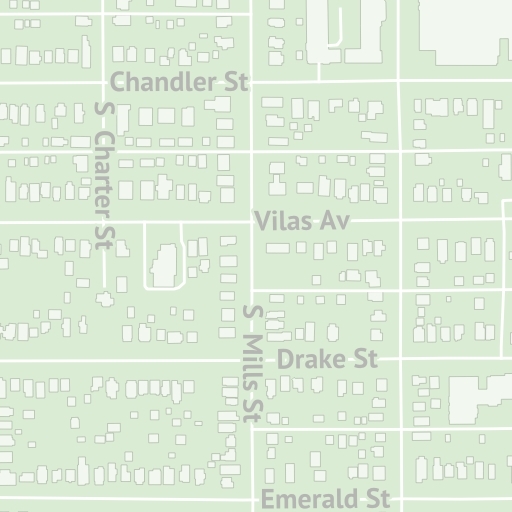 Chandler St
S Charter St
Vilas Av
S Mills St
Drake St
Emerald St